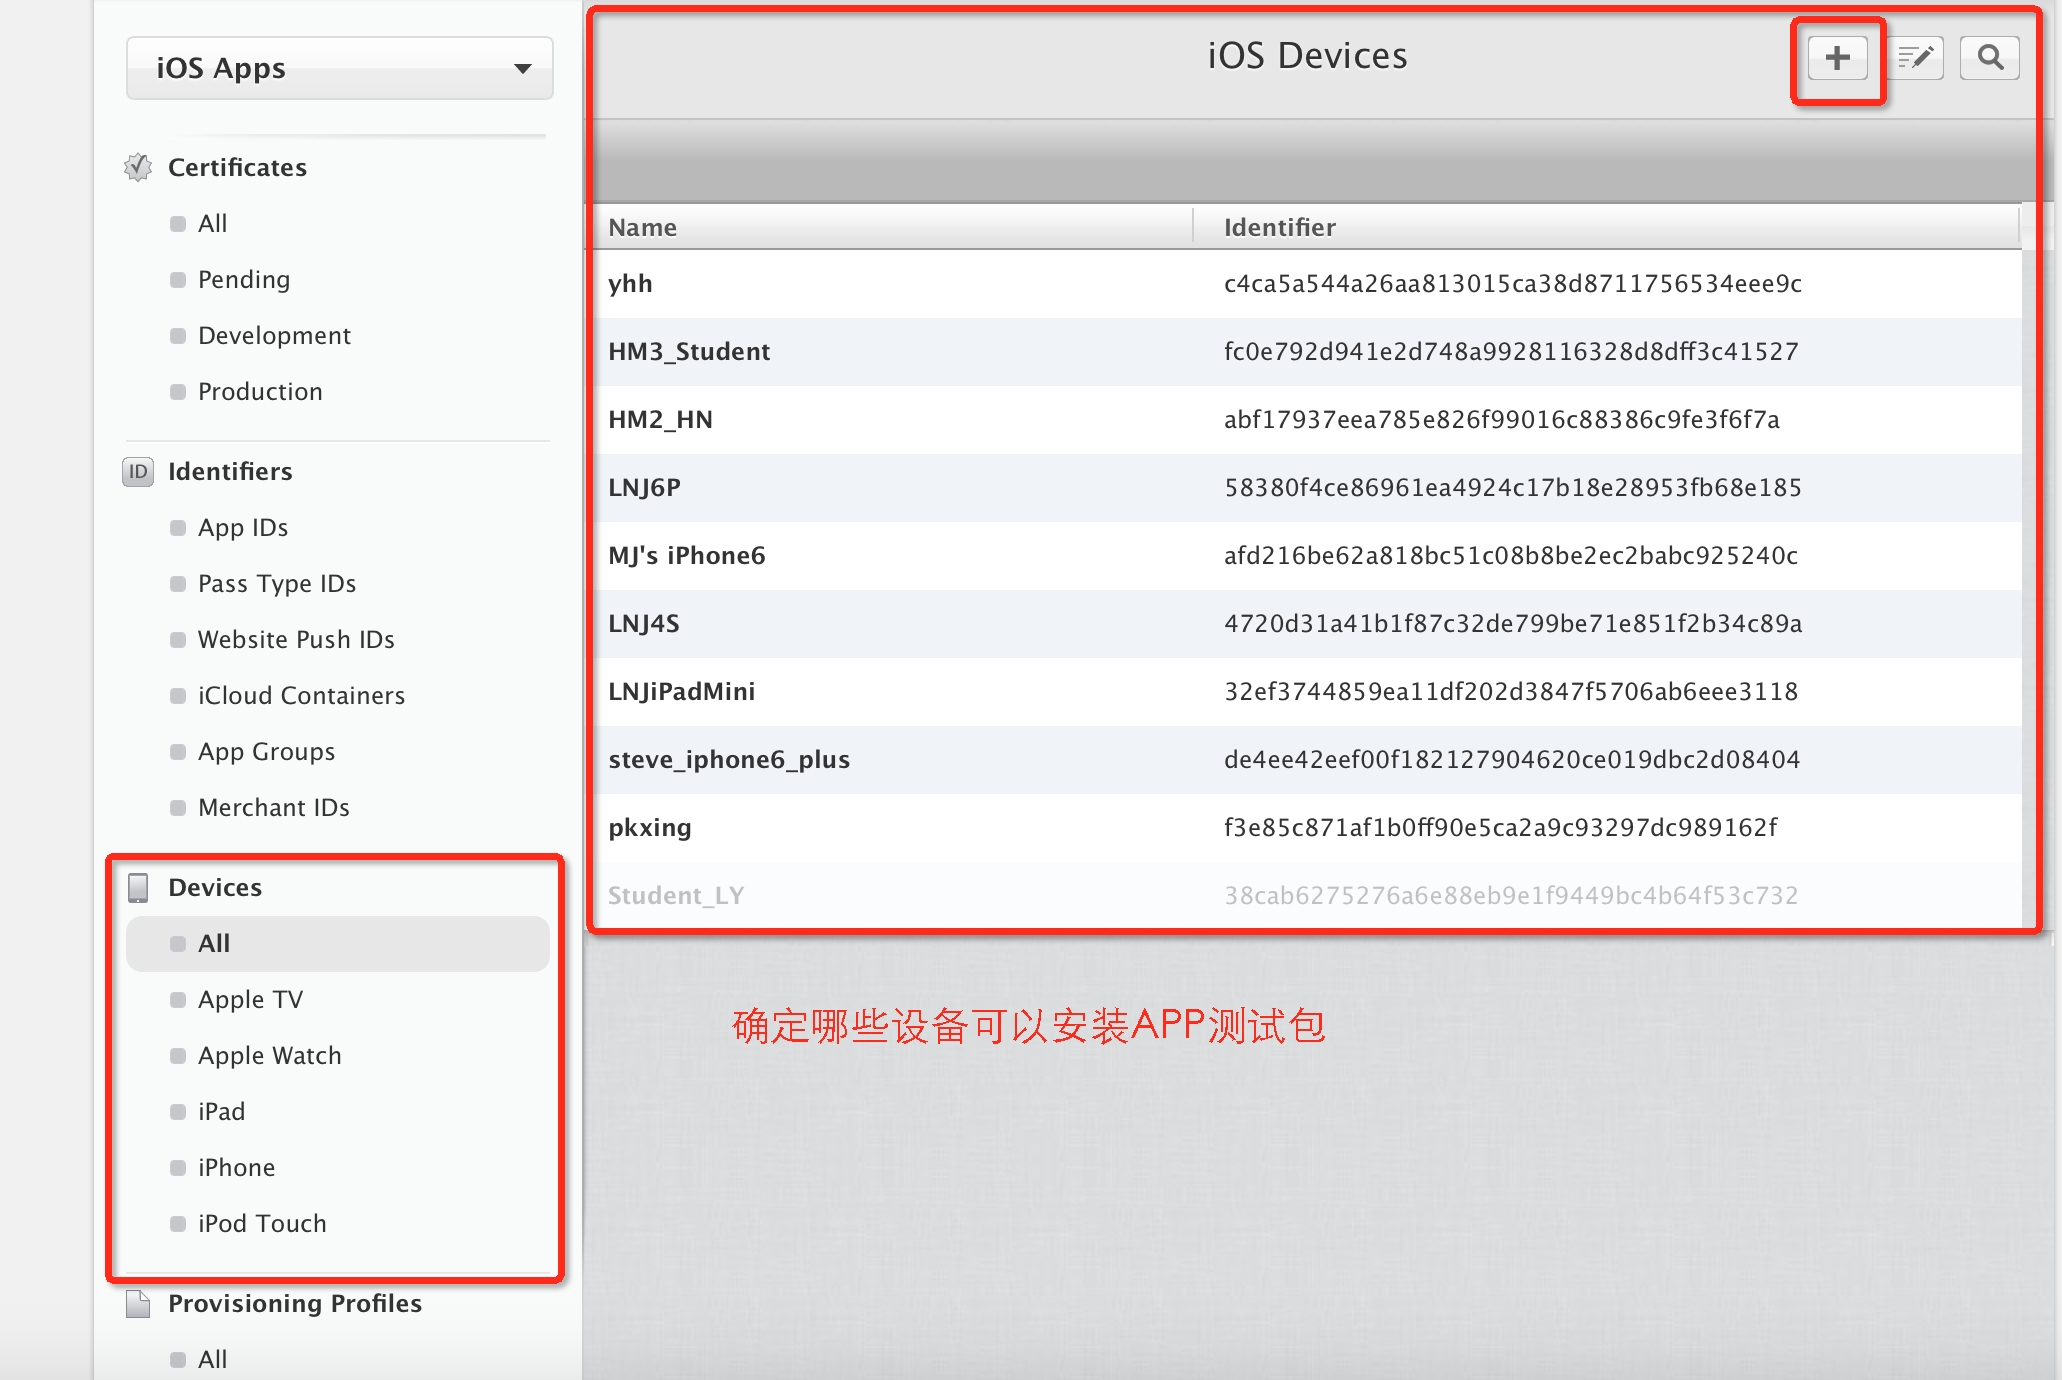 iOS Apps
Certificates
All
Pending
Development
Production
ID Identifiers
App IDs
Pass Type IDs
Website Push IDs
iCloud Containers
App Groups
Merchant IDs
Devices
All
Apple TV
Apple Watch
iPad
iPhone
iPod Touch
Provisioning Profiles
All
iOS Devices
Name Identifier
yhh c4ca5a544a26aa813015ca38d8711756534eee9c
HM3_Student fc0e792d941e2d748a9928116328d8dff3c41527
HM2_HN abf17937eea785e826f99016c88386c9fe3f6f7a
LNJ6P 58380f4ce86961ea4924c17b18e28953fb68e185
MJ's iPhone6 afd216be62a818bc51c08b8be2ec2babc925240c
LNJ4S 4720d31a41b1f87c32de799be71e851f2b34c89a
LNJiPadMini 32ef3744859ea11df202d3847f5706ab6eee3118
steve_iphone6_plus de4ee42eef00f182127904620ce019dbc2d08404
pkxing f3e85c871af1b0ff90e5ca2a9c93297dc989162f
Student_LY 38cab6275276a6e88eb9e1f9449bc4b64f53c732
确定哪些设备可以安装APP测试包